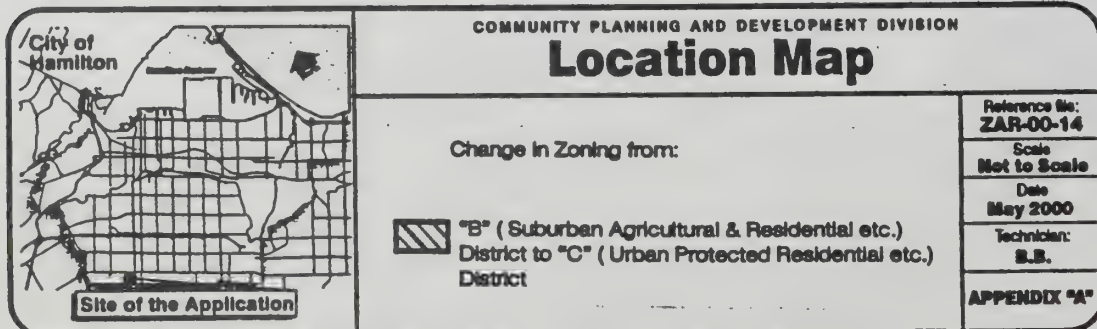 City of
Hamilton
Site of the Application
COMMUNITY PLANNING AND DEVELOPMENT DIVISION
Location Map
Change in Zoning from:
"B" ( Suburban Agricultural & Residential etc.)
District to "C" ( Urban Protected Residential etc.)
District
Reference file:
ZAR-00-14
Scale
Not to Scale
Date
May 2000
Technician:
S.B.
APPENDIX "A"